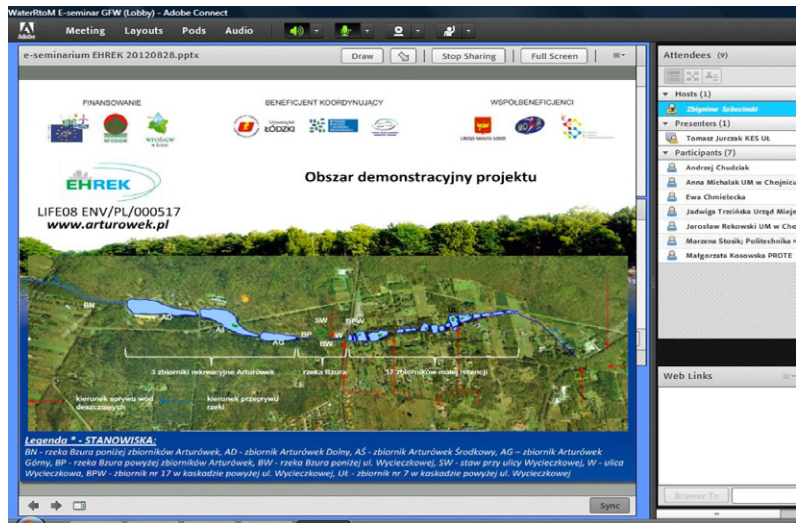 WaterRtoM E-seminar GFW (Lobby) - Adobe Connect
Adobe
Meeting Layouts Pods Audio
e-seminarium EHREK 20120828.pptx
Draw
Stop Sharing
Full Screen
FINANSOWANIE
BENEFICJENT KOORDYNUJĄCY
WSPÓŁBENEFICJENCI
ŁÓDZKI
EHREK
LIFE08 ENV/PL/000517
www.arturowek.pl
Obszar demonstracyjny projektu
BN
AD
AŚ
AG
BP
SW
W
BW
BPW
3 zbiorniki rekreacyjne Arturówek
rzeka Bzura
17 zbiorników małej retencji
kierunek spływu wód
deszczowych
kierunek przepływu
rzeki
Legenda * - STANOWISKA:
BN - rzeka Bzura poniżej zbiorników Arturówek, AD - zbiornik Arturówek Dolny, AŚ - zbiornik Arturówek Środkowy, AG – zbiornik Arturówek
Górny, BP - rzeka Bzura powyżej zbiorników Arturówek, BW - rzeka Bzura poniżej ul. Wycieczkowej, SW - staw przy ulicy Wycieczkowej, W - ulica
Wycieczkowa, BPW - zbiornik nr 17 w kaskadzie powyżej ul. Wycieczkowej, UŁ - zbiornik nr 7 w kaskadzie powyżej ul. Wycieczkowej
Sync
Attendees (9)
Hosts (1)
Zbigniew
Presenters (1)
Tomasz Jurczak KES UŁ
Participants (7)
Andrzej Chudziak
Anna Michalak UM w Chojnica
Ewa Chmielecka
Jadwiga Trzcińska Urząd Miejs
Jarosław Rekowski UM w Cho
Marzena Stosik; Politechnika
Małgorzata Kosowska PROTE
Web Links
Browse To